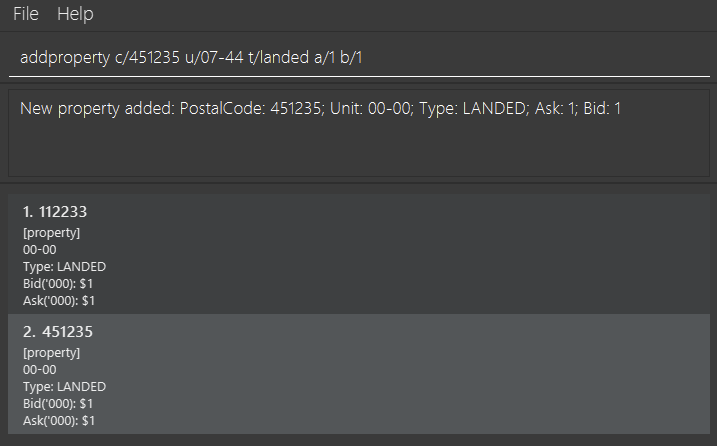 File Help
addproperty c/451235 u/07-44 t/landed a/1 b/1
New property added: PostalCode: 451235; Unit: 00-00; Type: LANDED; Ask: 1; Bid: 1
1. 112233
[property]
00-00
Type: LANDED
Bid('000): $1
Ask('000): $1
2. 451235
[property]
00-00
Type: LANDED
Bid('000): $1
Ask('000): $1